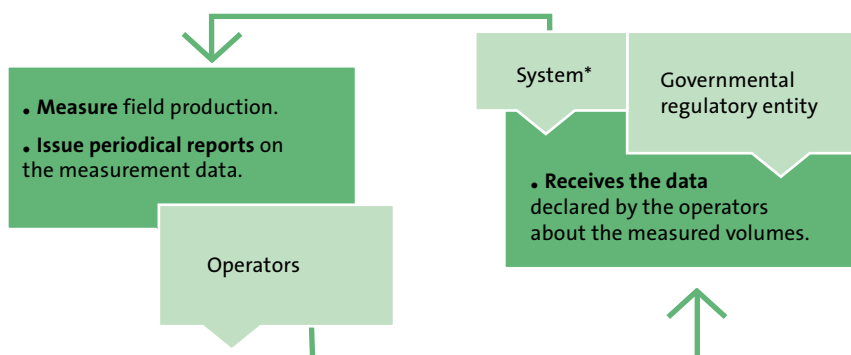 • Measure field production.
• Issue periodical reports on
the measurement data.
Operators
System*
Governmental
regulatory entity
• Receives the data
declared by the operators
about the measured volumes.